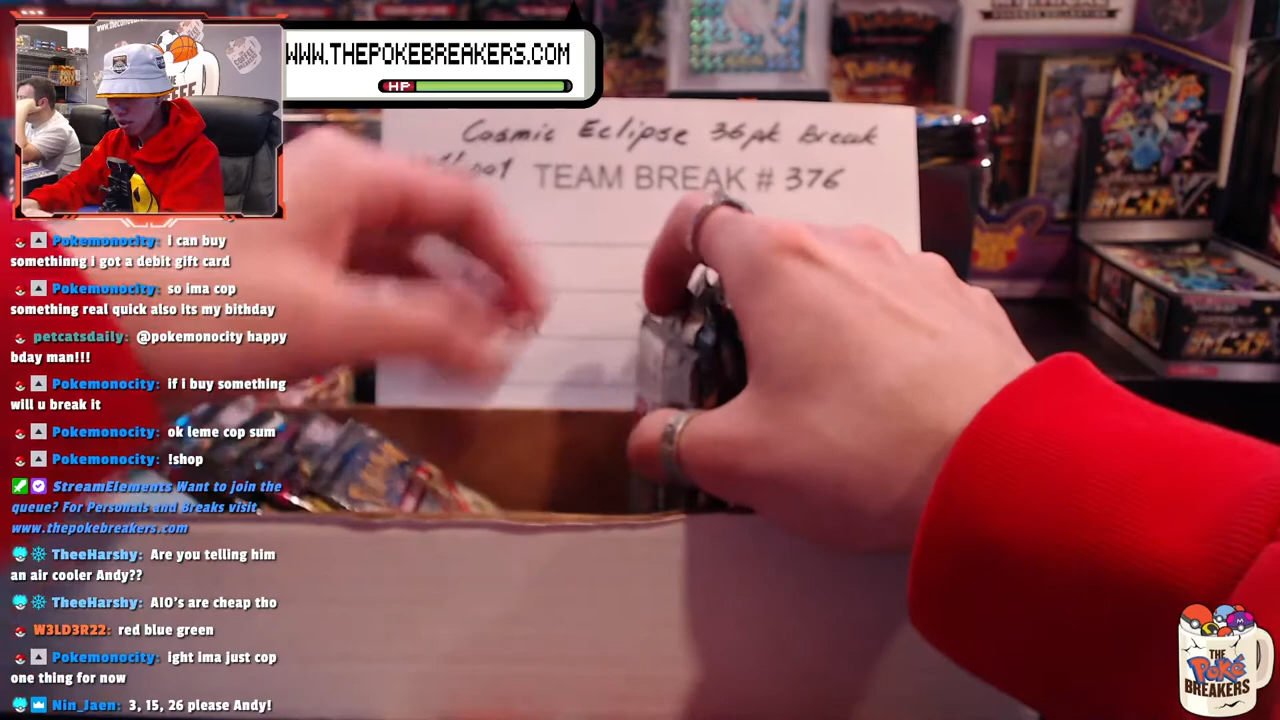 WWW.THEPOKEBREAKERS.COM
HP
Cosmic Eclipse 36pk Break
TEAM BREAK # 376
Pokemonocity: I can buy
somethinng i got a debit gift card
Pokemonocity: so ima cop
something real quick also its my bithday
petcatsdaily: @pokemonocity happy
bday man!!!
Pokemonocity: if i buy something
will u break it
Pokemonocity: ok leme cop sum
Pokemonocity: !shop
StreamElements Want to join the
queue? For Personals and Breaks visit
www.thepokebreakers.com
TheeHarshy: Are you telling him
an air cooler Andy??
TheeHarshy: AIO's are cheap tho
W3LD3R22: red blue green
Pokemonocity: ight ima just cop
one thing for now
Nin_Jaen: 3, 15, 26 please Andy!
THE
Poké
BREAKERS